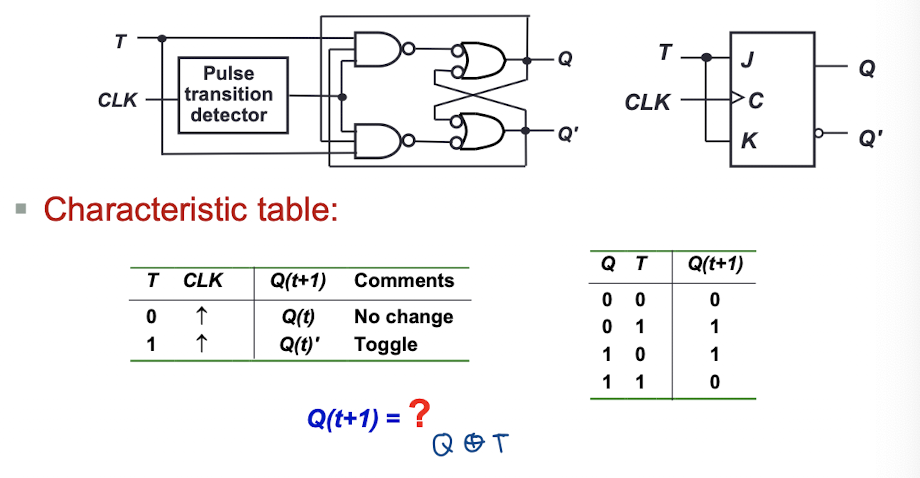 T
CLK
Pulse
transition
detector
Q
Q'
T
CLK
J
C
K
Q
Q'
Characteristic table:
T CLK Q(t+1) Comments
0 ↑ Q(t) No change
1 ↑ Q(t)' Toggle
Q T Q(t+1)
0 0 0
0 1 1
1 0 1
1 1 0
Q(t+1) = ?
Q ⊕ T